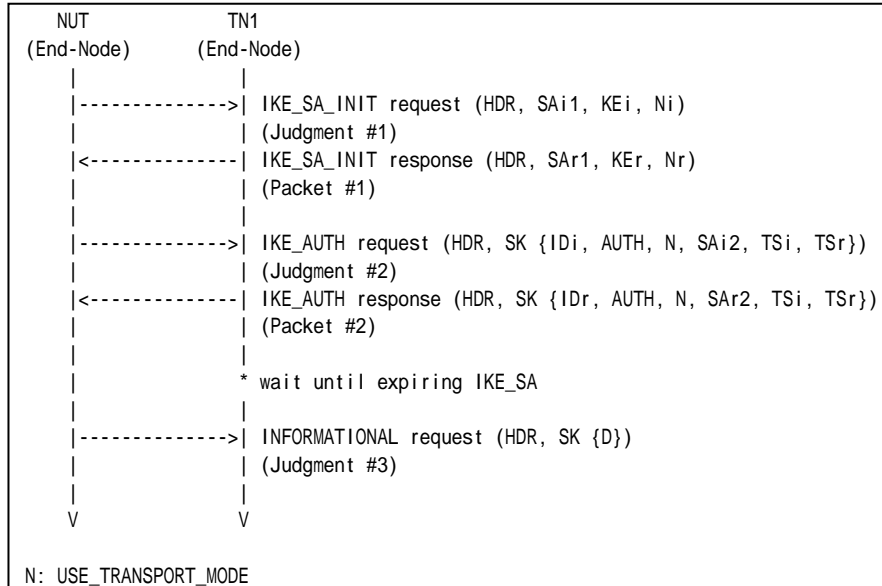 NUT TN1
(End-Node) (End-Node)
| |
|-------------->| IKE_SA_INIT request (HDR, SAi1, KEi, Ni)
| | (Judgment #1)
|<--------------| IKE_SA_INIT response (HDR, SAr1, KEr, Nr)
| | (Packet #1)
| |
|-------------->| IKE_AUTH request (HDR, SK {IDi, AUTH, N, SAi2, TSi, TSr})
| | (Judgment #2)
|<--------------| IKE_AUTH response (HDR, SK {IDr, AUTH, N, SAr2, TSi, TSr})
| | (Packet #2)
| |
| * wait until expiring IKE_SA
| |
|-------------->| INFORMATIONAL request (HDR, SK {D})
| | (Judgment #3)
| |
V V
N: USE_TRANSPORT_MODE